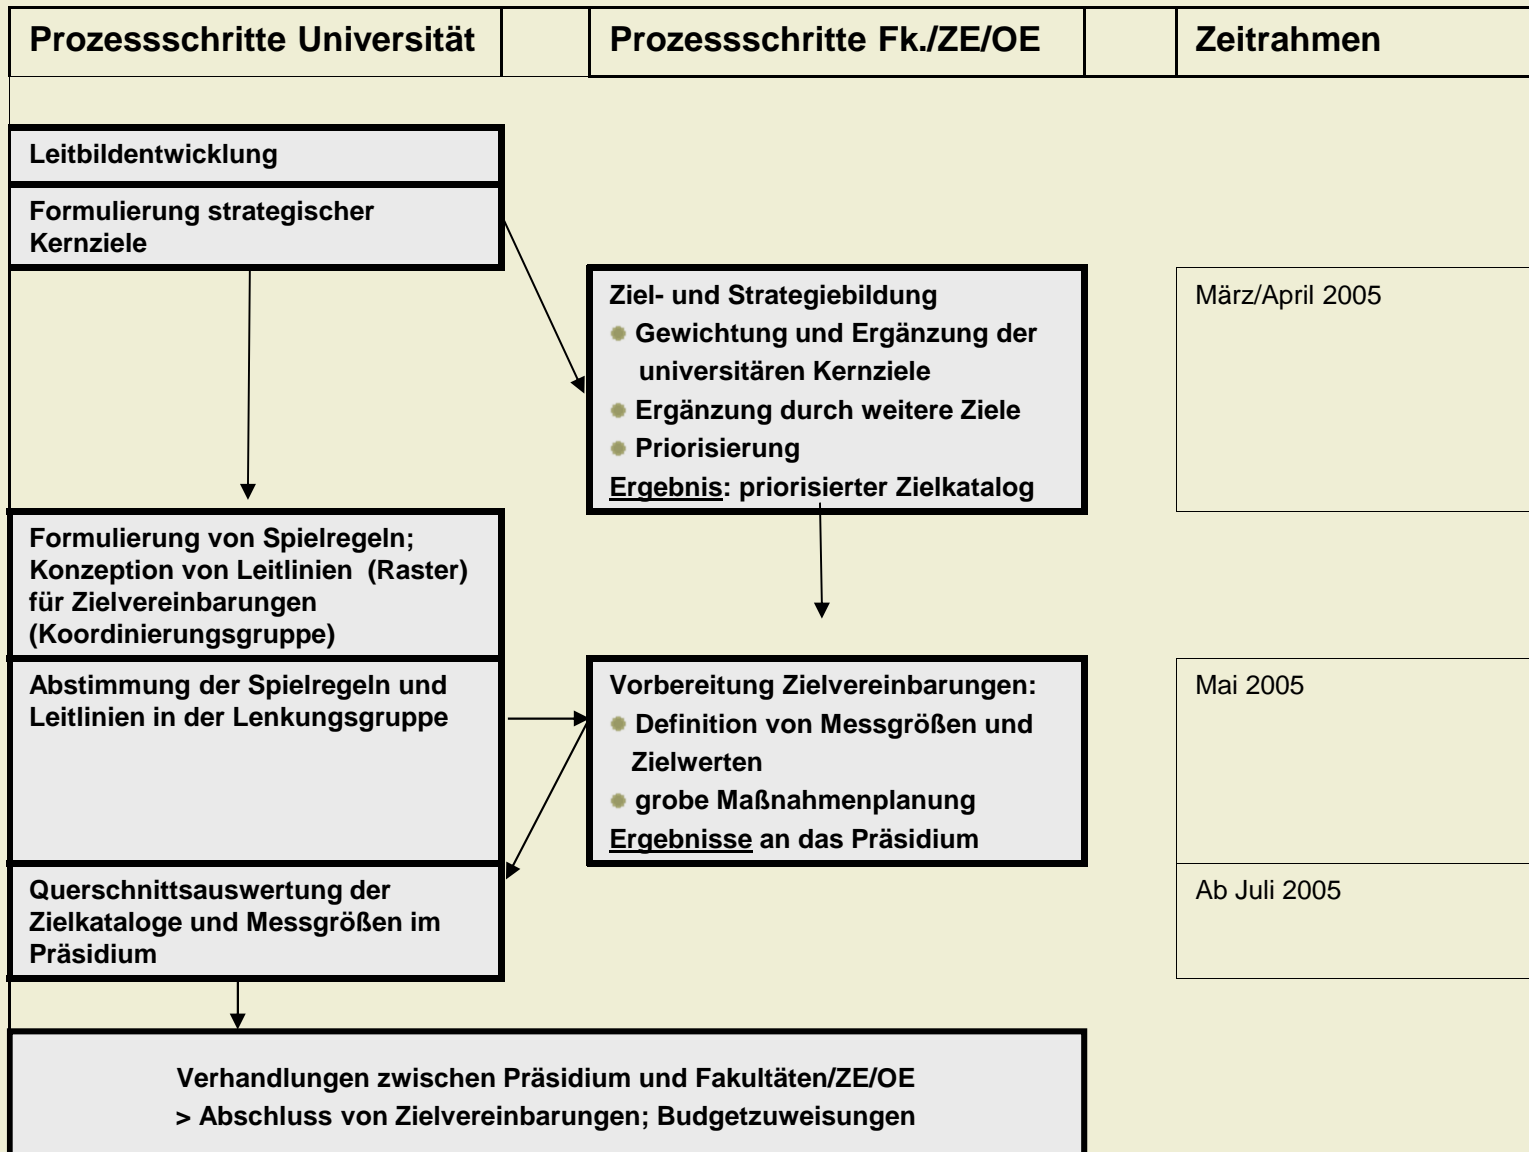 Prozessschritte Universität
Prozessschritte Fk./ZE/OE
Zeitrahmen
Leitbildentwicklung
Formulierung strategischer
Kernziele
Ziel- und Strategiebildung
Gewichtung und Ergänzung der
universitären Kernziele
Ergänzung durch weitere Ziele
Priorisierung
Ergebnis: priorisierter Zielkatalog
März/April 2005
Formulierung von Spielregeln;
Konzeption von Leitlinien (Raster)
für Zielvereinbarungen
(Koordinierungsgruppe)
Abstimmung der Spielregeln und
Leitlinien in der Lenkungsgruppe
Vorbereitung Zielvereinbarungen:
Definition von Messgrößen und
Zielwerten
grobe Maßnahmenplanung
Ergebnisse an das Präsidium
Mai 2005
Querschnittsauswertung der
Zielkataloge und Messgrößen im
Präsidium
Ab Juli 2005
Verhandlungen zwischen Präsidium und Fakultäten/ZE/OE
> Abschluss von Zielvereinbarungen; Budgetzuweisungen